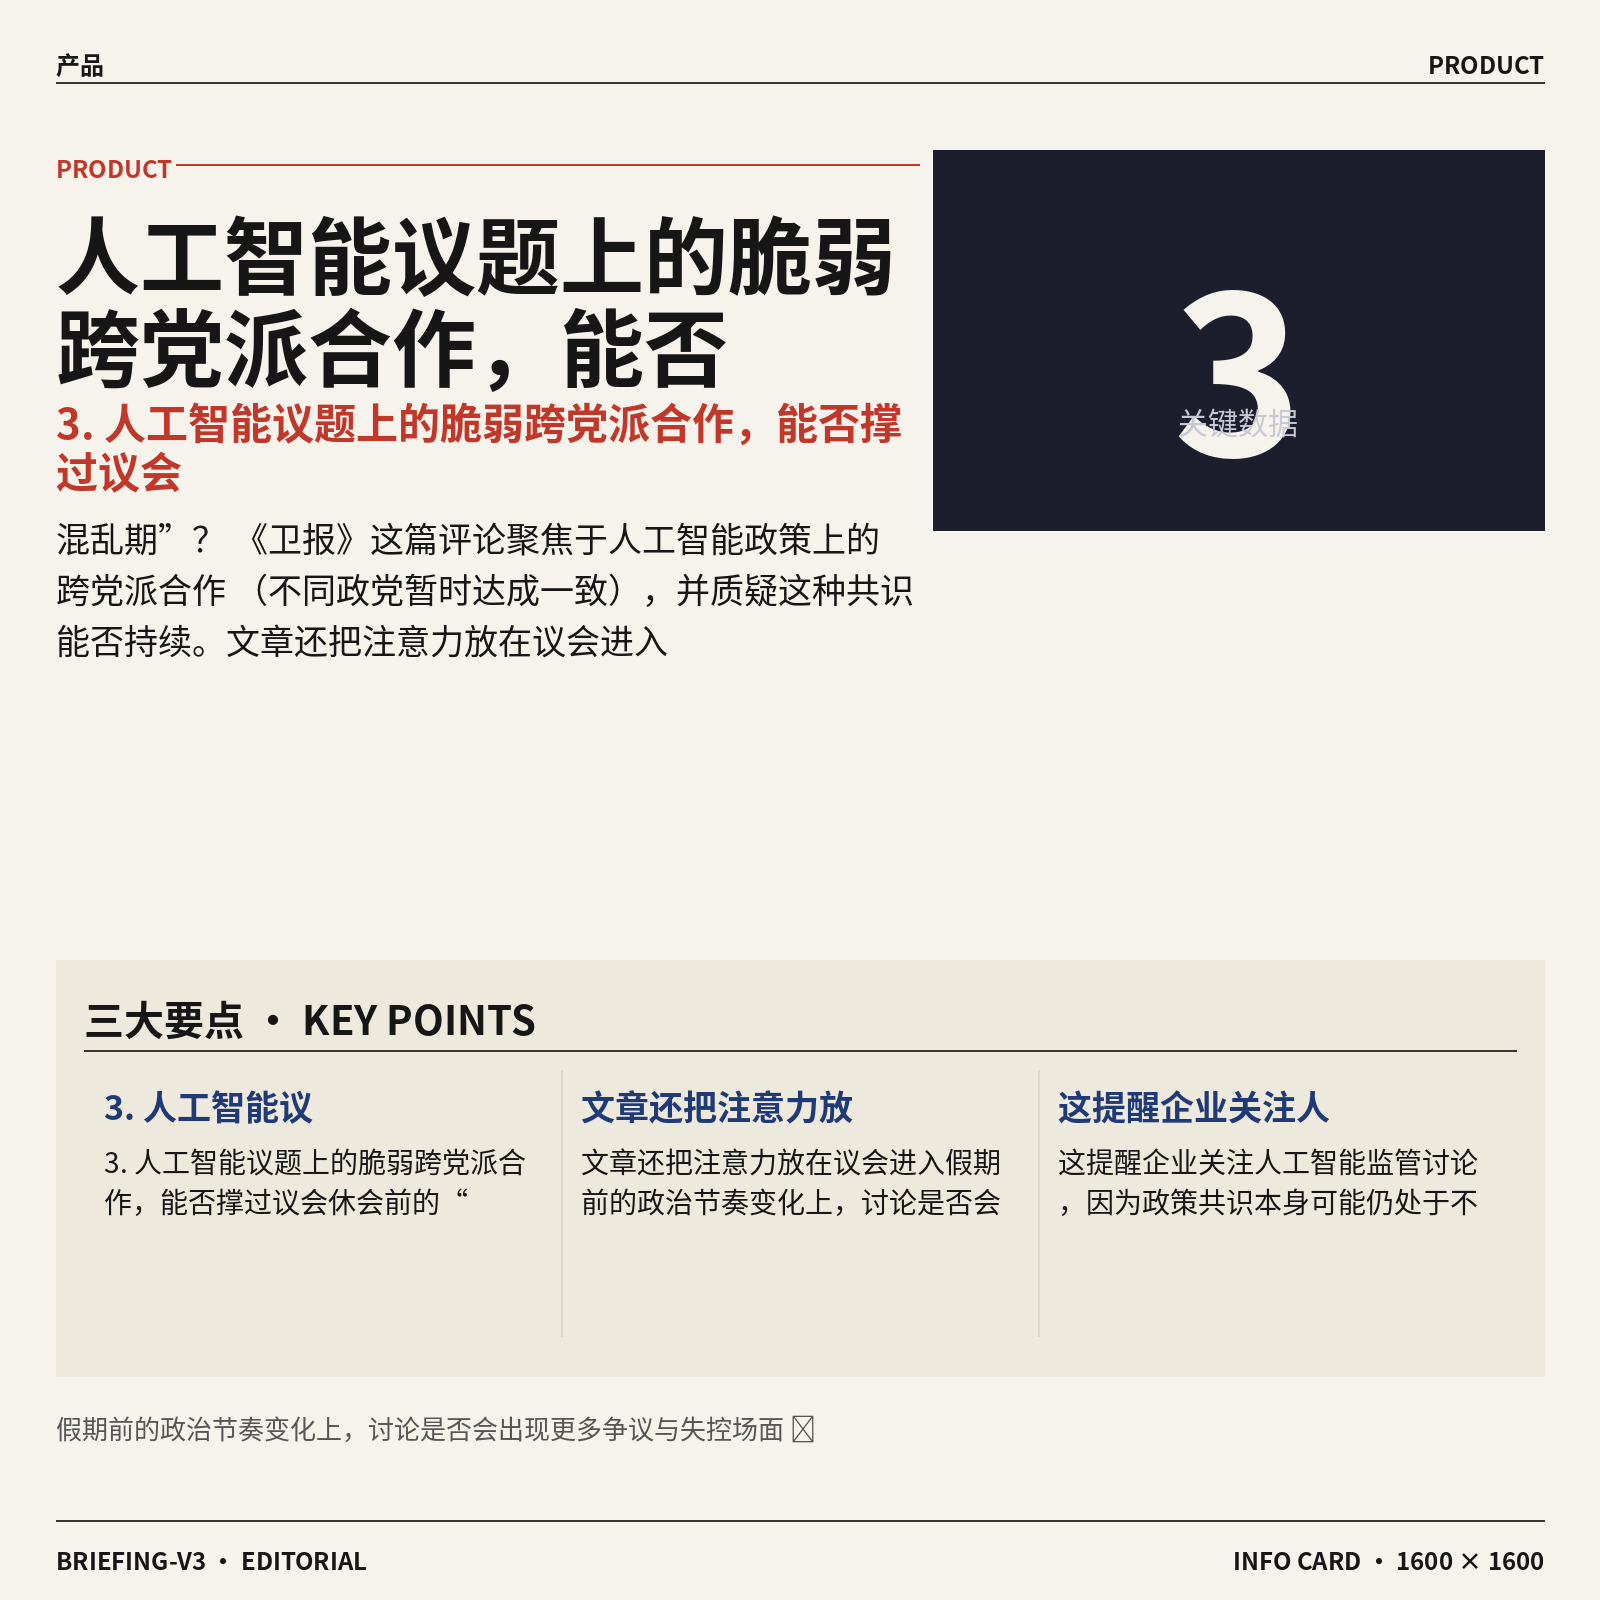 产品
PRODUCT
PRODUCT
人工智能议题上的脆弱
跨党派合作，能否
3. 人工智能议题上的脆弱跨党派合作，能否撑
过议会
混乱期”？ 《卫报》这篇评论聚焦于人工智能政策上的
跨党派合作 （不同政党暂时达成一致），并质疑这种共识
能否持续。文章还把注意力放在议会进入
3
关键数据
三大要点 · KEY POINTS
3. 人工智能议
3. 人工智能议题上的脆弱跨党派合
作，能否撑过议会休会前的“
文章还把注意力放
文章还把注意力放在议会进入假期
前的政治节奏变化上，讨论是否会
这提醒企业关注人
这提醒企业关注人工智能监管讨论
，因为政策共识本身可能仍处于不
假期前的政治节奏变化上，讨论是否会出现更多争议与失控场面
BRIEFING-V3 · EDITORIAL
INFO CARD · 1600 × 1600